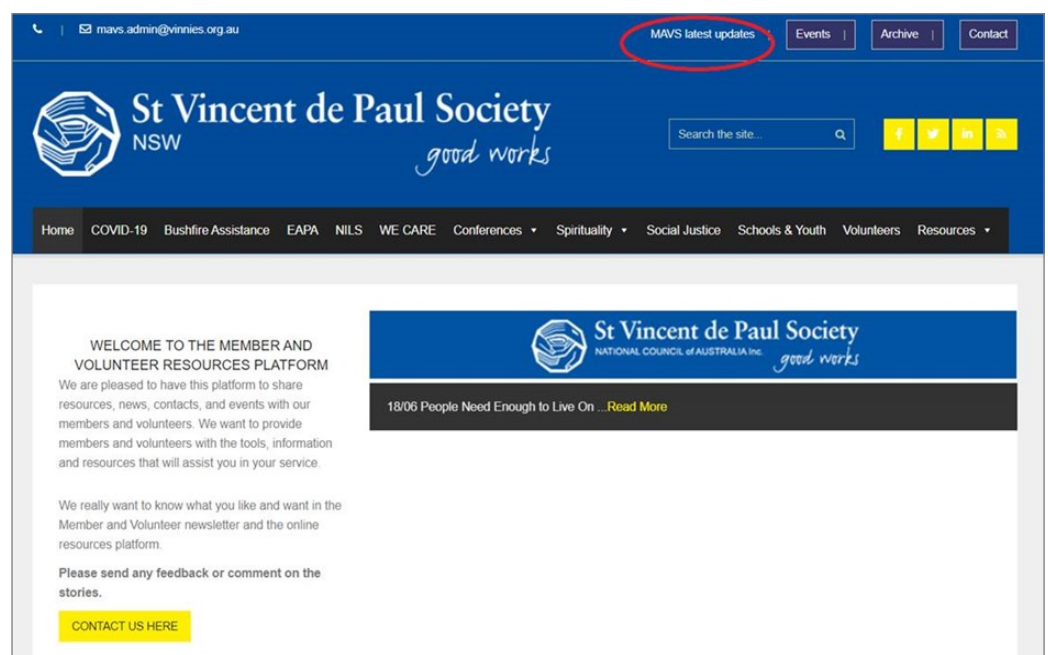 | mavs.admin@vinnies.org.au
MAVS latest updates | Events | Archive | Contact
St Vincent de Paul Society
NSW
good works
Search the site...
f in
Home COVID-19 Bushfire Assistance EAPA NILS WE CARE Conferences Spirituality Social Justice Schools & Youth Volunteers Resources
WELCOME TO THE MEMBER AND
VOLUNTEER RESOURCES PLATFORM
We are pleased to have this platform to share
resources, news, contacts, and events with our
members and volunteers. We want to provide
members and volunteers with the tools, information
and resources that will assist you in your service.
We really want to know what you like and want in the
Member and Volunteer newsletter and the online
resources platform.
Please send any feedback or comment on the
stories.
CONTACT US HERE
St Vincent de Paul Society
NATIONAL COUNCIL of AUSTRALIA Inc.
good works
18/06 People Need Enough to Live On ...Read More